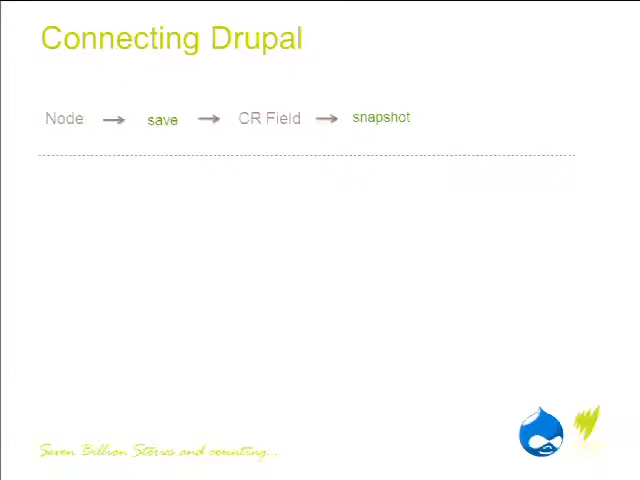 Connecting Drupal
Node → save → CR Field → snapshot
Seven Billion Stories and counting...